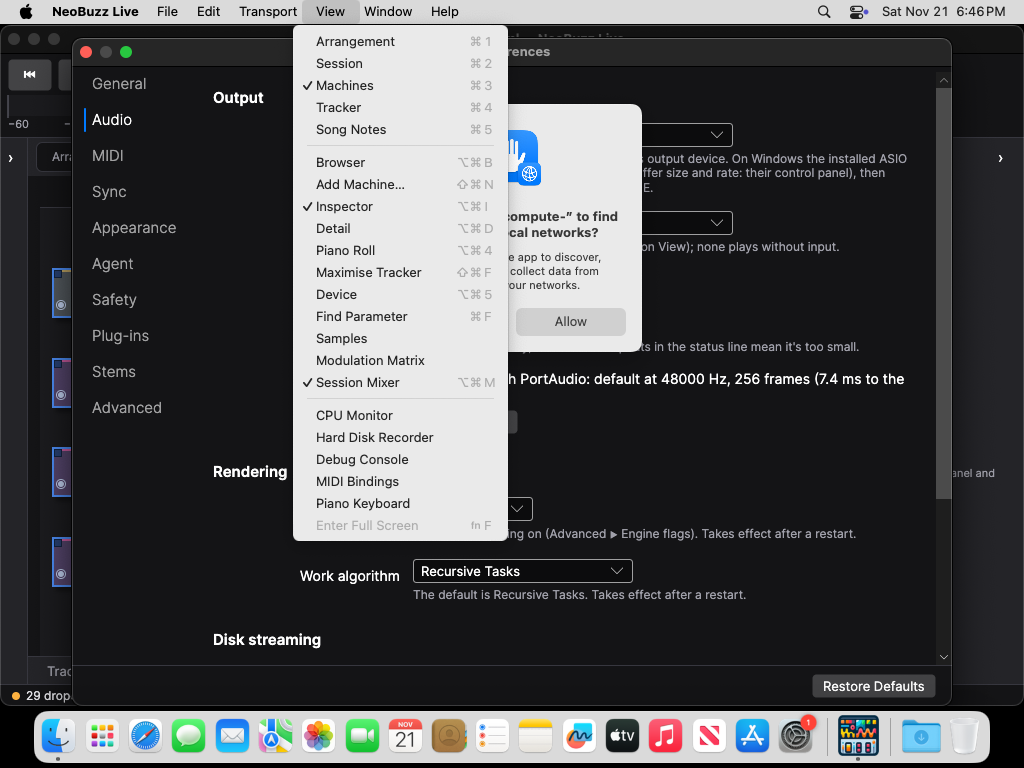 NeoBuzz Live File Edit Transport View Window Help Sat Nov 21 6:46 PM
Arrangement ⌘ 1
Session ⌘ 2
✓ Machines ⌘ 3
Tracker ⌘ 4
Song Notes ⌘ 5
Browser ⌥⌘ B
Add Machine... ⇧⌘ N
✓ Inspector ⌥⌘ I
Detail ⌥⌘ D
Piano Roll ⌥⌘ 4
Maximise Tracker ⇧⌘ F
Device ⌥⌘ 5
Find Parameter ⌘ F
Samples
Modulation Matrix
✓ Session Mixer ⌥⌘ M
CPU Monitor
Hard Disk Recorder
Debug Console
MIDI Bindings
Piano Keyboard
Enter Full Screen fn F
rences
General
Audio
MIDI
Sync
Appearance
Agent
Safety
Plug-ins
Stems
Advanced
Output
output device. On Windows the installed ASIO
ffer size and rate: their control panel), then
E.
on View); none plays without input.
compute-” to find
cal networks?
e app to discover,
collect data from
our networks.
Allow
ts in the status line mean it's too small.
h PortAudio: default at 48000 Hz, 256 frames (7.4 ms to the
Rendering
ing on (Advanced ▸ Engine flags). Takes effect after a restart.
Work algorithm Recursive Tasks
The default is Recursive Tasks. Takes effect after a restart.
Disk streaming
Restore Defaults
-60
Arra
anel and
Trac
29 drop
NOV
21
tv
1